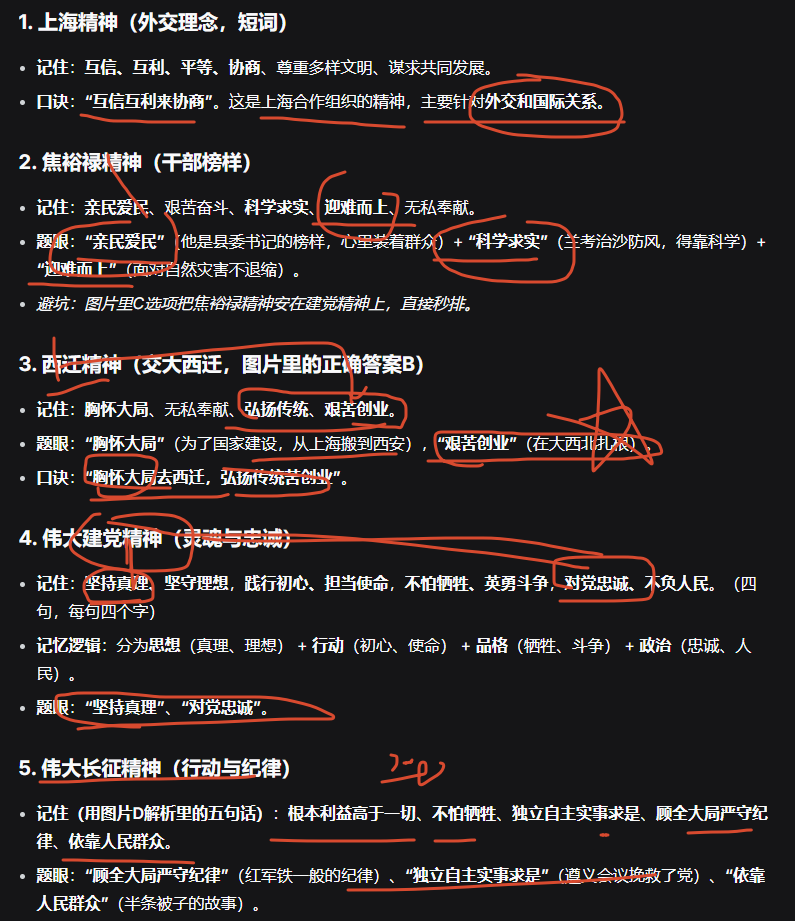 1. 上海精神（外交理念，短词）
• 记住：互信、互利、平等、协商、尊重多样文明、谋求共同发展。
• 口诀：“互信互利来协商”。这是上海合作组织的精神，主要针对外交和国际关系。
2. 焦裕禄精神（干部榜样）
• 记住：亲民爱民、艰苦奋斗、科学求实、迎难而上、无私奉献。
• 题眼：“亲民爱民”（他是县委书记的榜样，心里装着群众）+ “科学求实”（兰考治沙防风，得靠科学）+
“迎难而上”（面对自然灾害不退缩）。
• 避坑：图片里C选项把焦裕禄精神安在建党精神上，直接秒排。
3. 西迁精神（交大西迁，图片里的正确答案B）
• 记住：胸怀大局、无私奉献、弘扬传统、艰苦创业。
• 题眼：“胸怀大局”（为了国家建设，从上海搬到西安），“艰苦创业”（在大西北扎根）。
• 口诀：“胸怀大局去西迁，弘扬传统苦创业”。
4. 伟大建党精神（灵魂与忠诚）
• 记住：坚持真理、坚守理想，践行初心、担当使命，不怕牺牲、英勇斗争，对党忠诚、不负人民。（四
句，每句四个字）
• 记忆逻辑：分为思想（真理、理想） + 行动（初心、使命） + 品格（牺牲、斗争） + 政治（忠诚、人
民）。
• 题眼：“坚持真理”、“对党忠诚”。
5. 伟大长征精神（行动与纪律）
• 记住（用图片D解析里的五句话）：根本利益高于一切、不怕牺牲、独立自主实事求是、顾全大局严守纪
律、依靠人民群众。
• 题眼：“顾全大局严守纪律”（红军铁一般的纪律）、“独立自主实事求是”（遵义会议挽救了党）、“依靠
人民群众”（半条被子的故事）。